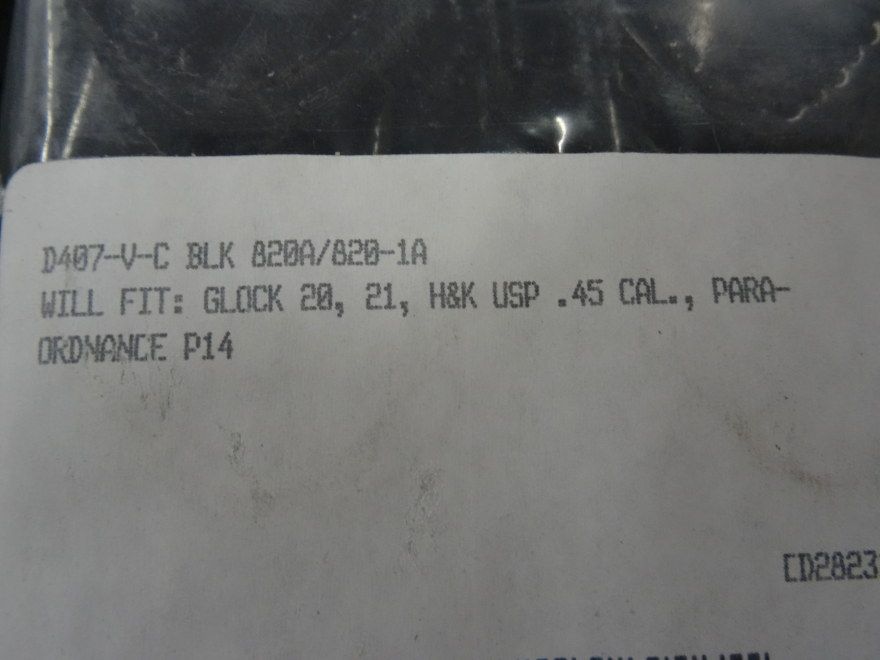 D407-V-C BLK 820A/820-1A
WILL FIT: GLOCK 20, 21, H&K USP .45 CAL., PARA-
ORDNANCE P14
CD2823